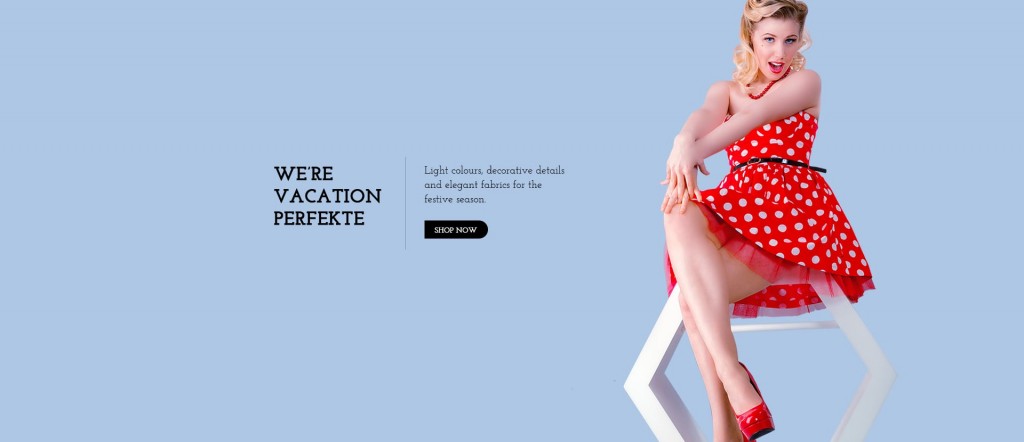 WE'RE
VACATION
PERFEKTE
Light colours, decorative details
and elegant fabrics for the
festive season.
SHOP NOW